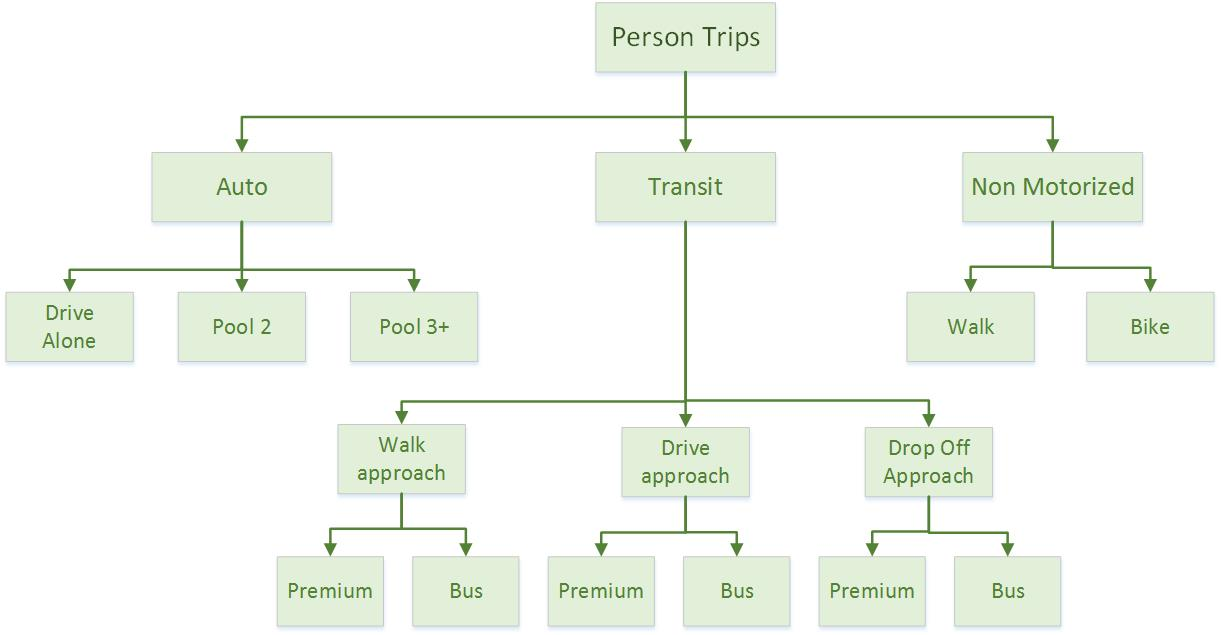 Person Trips
Auto
Transit
Non Motorized
Drive
Alone
Pool 2
Pool 3+
Walk
Bike
Walk
approach
Drive
approach
Drop Off
Approach
Premium
Bus
Premium
Bus
Premium
Bus